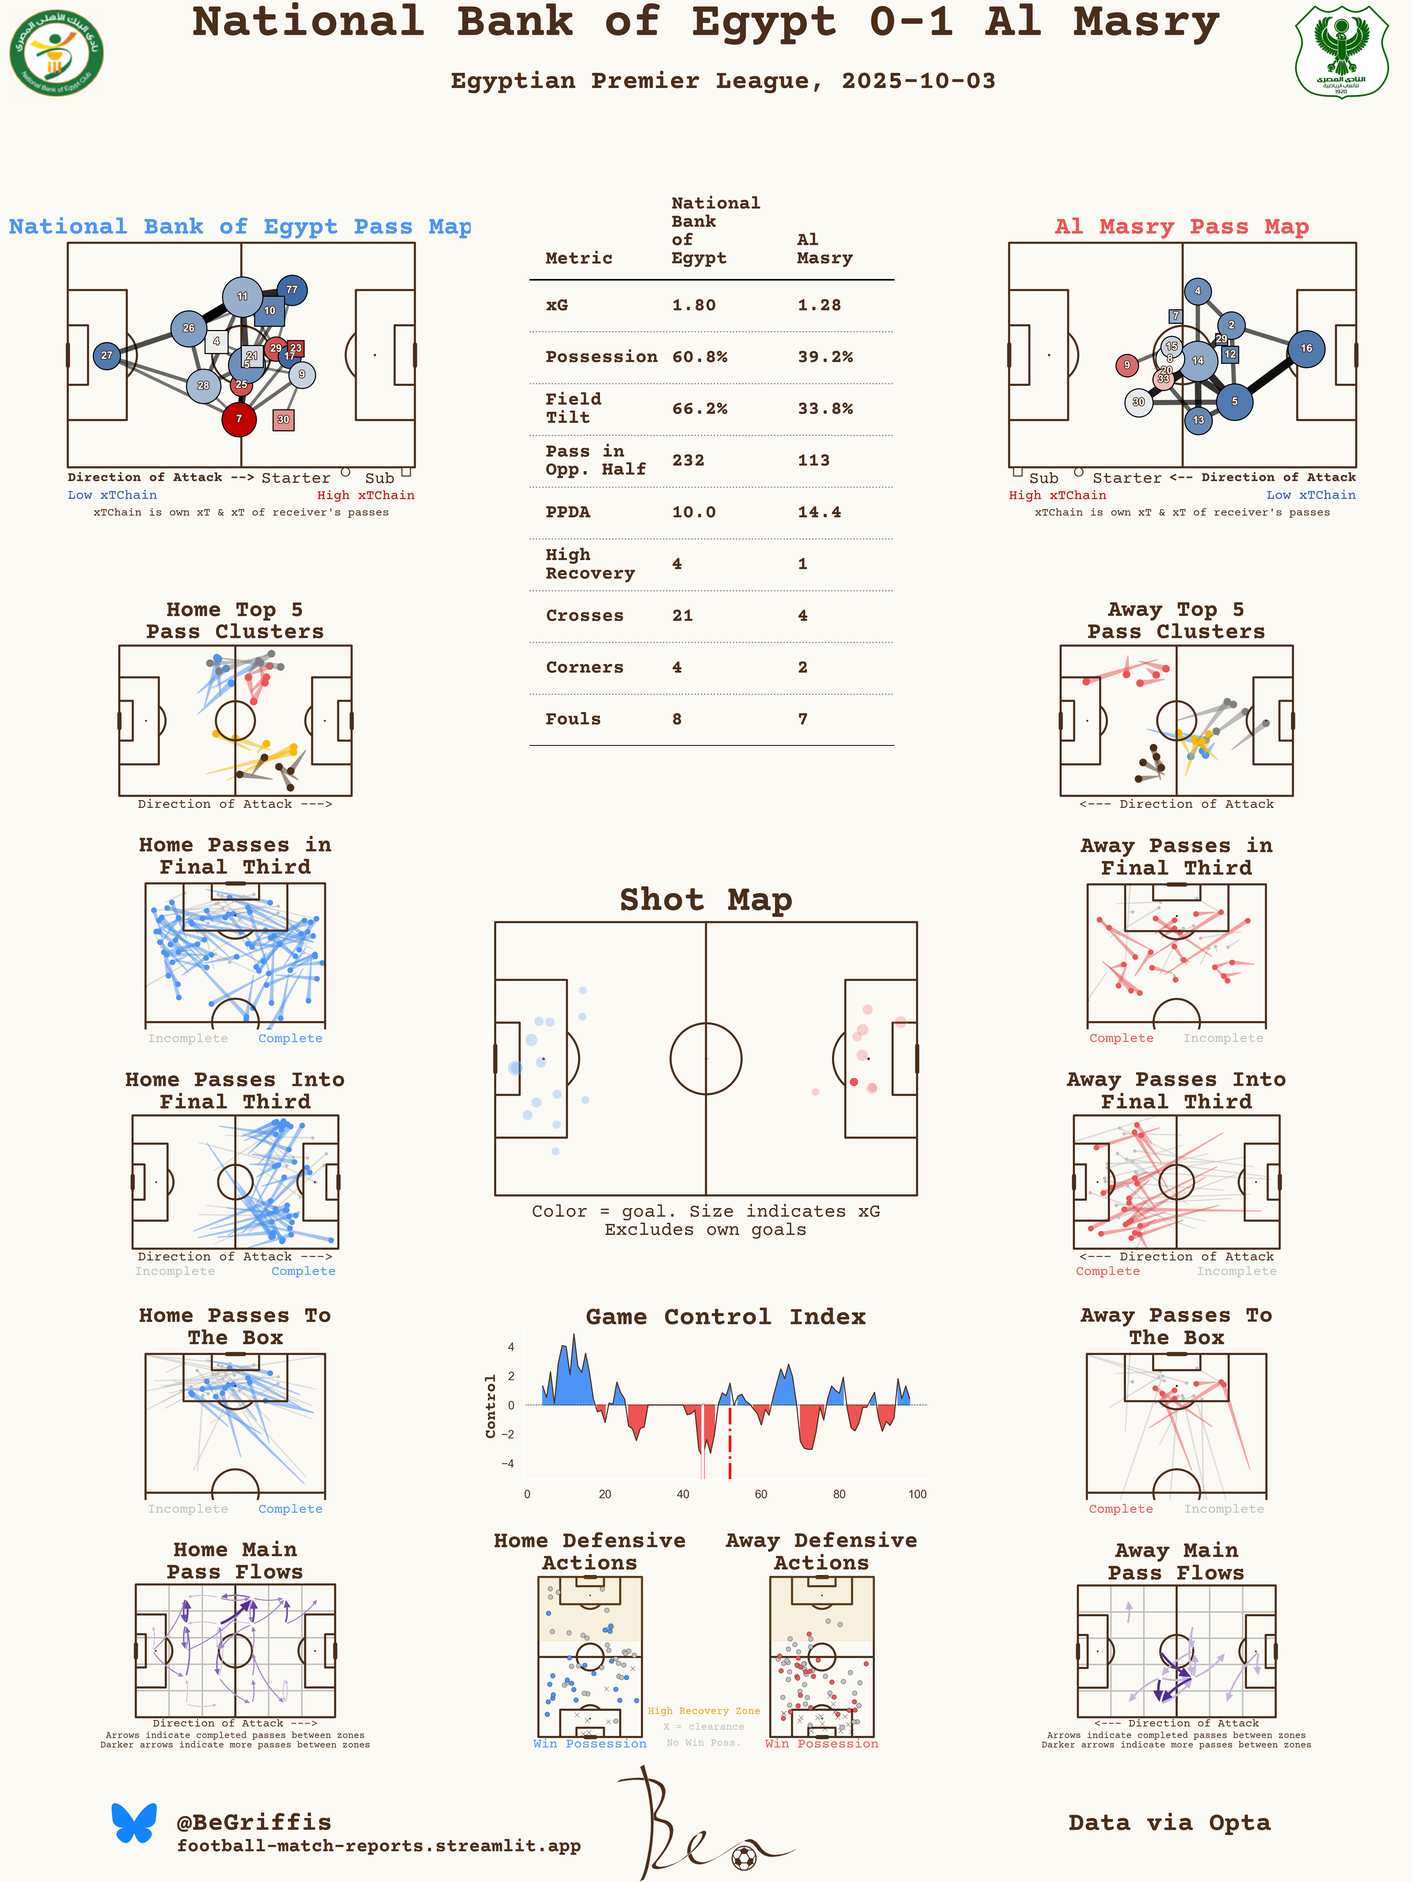 National Bank of Egypt 0-1 Al Masry
Egyptian Premier League, 2025-10-03
نادي البنك الأهلي المصري
National Bank of Egypt Club
النادي المصرى
للألعاب الرياضية
1920
National Bank of Egypt Pass Map
11
77
10
26
4
27
21
29
23
17
5
9
28
25
7
30
Direction of Attack --> Starter Sub
Low xTChain High xTChain
xTChain is own xT & xT of receiver's passes
Metric National Bank of Egypt Al Masry
xG 1.80 1.28
Possession 60.8% 39.2%
Field Tilt 66.2% 33.8%
Pass in Opp. Half 232 113
PPDA 10.0 14.4
High Recovery 4 1
Crosses 21 4
Corners 4 2
Fouls 8 7
Al Masry Pass Map
4
7
2
29
15
8
12
16
9
14
20
33
30
5
13
Sub Starter <-- Direction of Attack
High xTChain Low xTChain
xTChain is own xT & xT of receiver's passes
Home Top 5
Pass Clusters
Direction of Attack --->
Away Top 5
Pass Clusters
<--- Direction of Attack
Home Passes in
Final Third
Incomplete Complete
Away Passes in
Final Third
Complete Incomplete
Shot Map
Color = goal. Size indicates xG
Excludes own goals
Home Passes Into
Final Third
Direction of Attack --->
Incomplete Complete
Away Passes Into
Final Third
<--- Direction of Attack
Complete Incomplete
Home Passes To
The Box
Incomplete Complete
Game Control Index
Control
4
2
0
−2
−4
0 20 40 60 80 100
Away Passes To
The Box
Complete Incomplete
Home Main
Pass Flows
Direction of Attack --->
Arrows indicate completed passes between zones
Darker arrows indicate more passes between zones
Home Defensive
Actions
Win Possession
High Recovery Zone
X = clearance
No Win Poss.
Away Defensive
Actions
Win Possession
Away Main
Pass Flows
<--- Direction of Attack
Arrows indicate completed passes between zones
Darker arrows indicate more passes between zones
@BeGriffis
football-match-reports.streamlit.app
Ben
Data via Opta